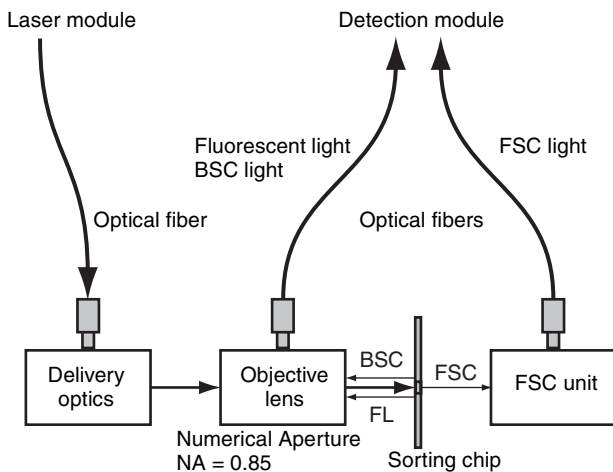 Laser module
Detection module
Fluorescent light
BSC light
FSC light
Optical fiber
Optical fibers
Delivery
optics
Objective
lens
BSC
FL
FSC
FSC unit
Numerical Aperture
NA = 0.85
Sorting chip